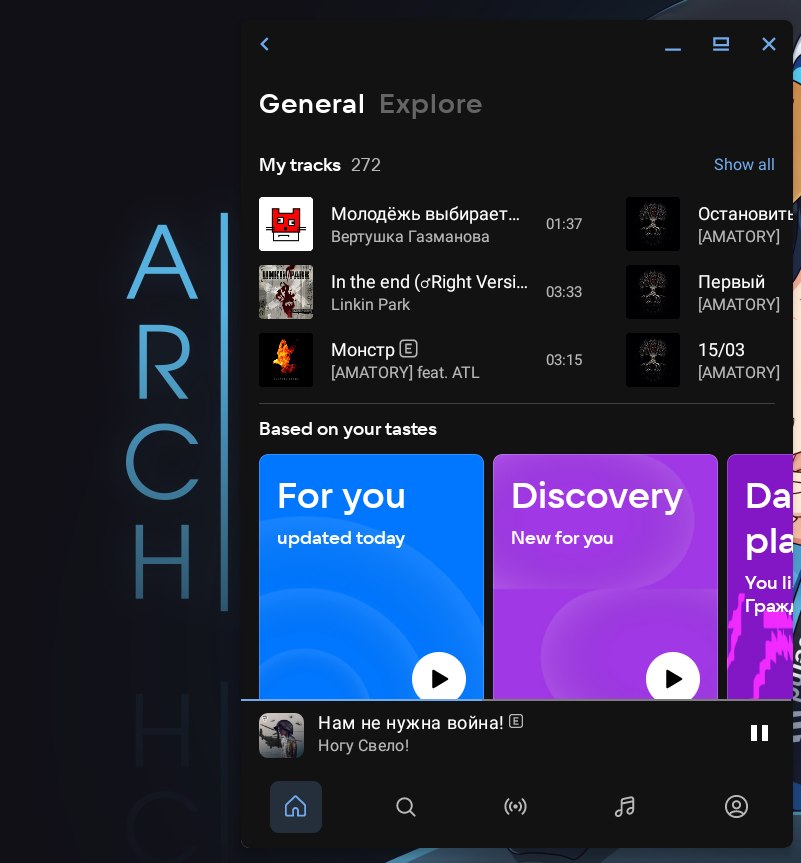 General Explore
My tracks 272 Show all
Молодёжь выбирает...
Вертушка Газманова
01:37
Остановить
[AMATORY]
In the end (♂Right Versi...
Linkin Park
03:33
Первый
[AMATORY]
Монстр E
[AMATORY] feat. ATL
03:15
15/03
[AMATORY]
Based on your tastes
For you
updated today
Discovery
New for you
Da
pla
You li
Гражд
Нам не нужна война! E
Ногу Свело!
ARCH
LINKIN PARK